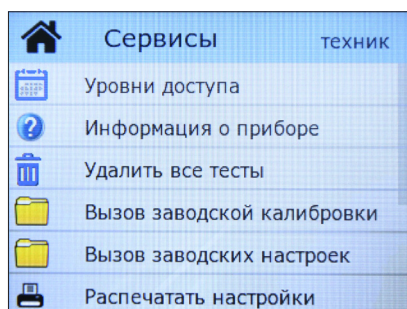 Сервисы техник
Уровни доступа
Информация о приборе
Удалить все тесты
Вызов заводской калибровки
Вызов заводских настроек
Распечатать настройки